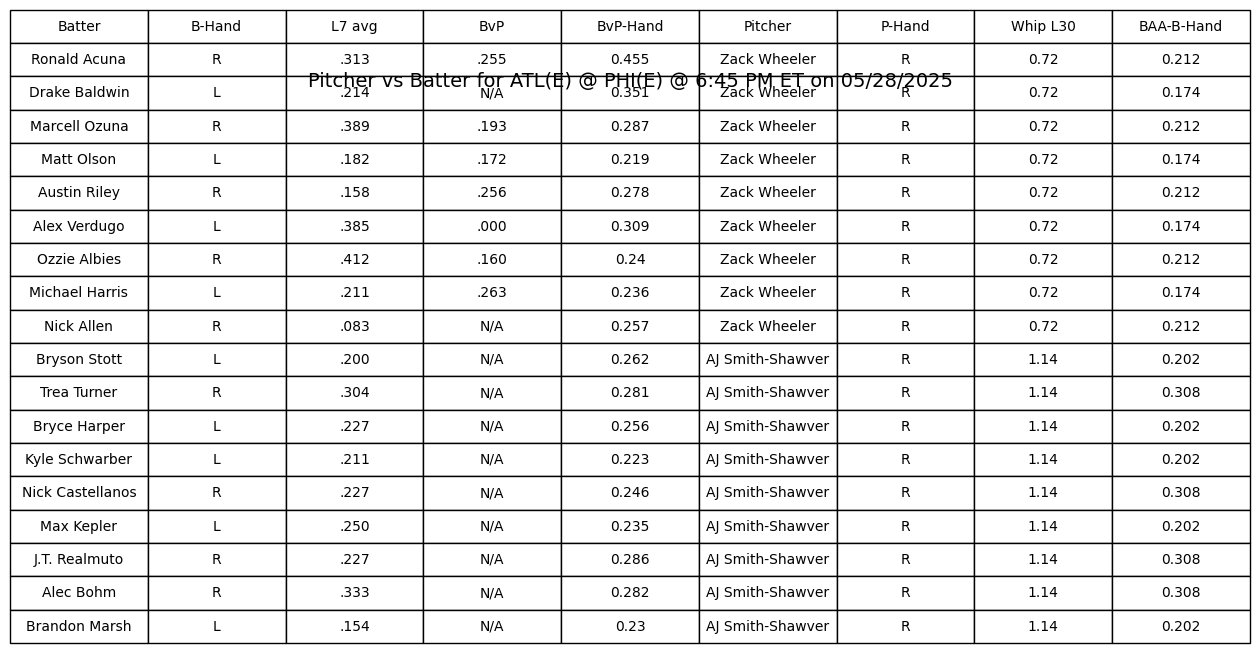 Batter B-Hand L7 avg BvP BvP-Hand Pitcher P-Hand Whip L30 BAA-B-Hand
Ronald Acuna R .313 .255 0.455 Zack Wheeler R 0.72 0.212
Pitcher vs Batter for ATL(E) @ PHI(E) @ 6:45 PM ET on 05/28/2025
Drake Baldwin L .214 N/A 0.351 Zack Wheeler R 0.72 0.174
Marcell Ozuna R .389 .193 0.287 Zack Wheeler R 0.72 0.212
Matt Olson L .182 .172 0.219 Zack Wheeler R 0.72 0.174
Austin Riley R .158 .256 0.278 Zack Wheeler R 0.72 0.212
Alex Verdugo L .385 .000 0.309 Zack Wheeler R 0.72 0.174
Ozzie Albies R .412 .160 0.24 Zack Wheeler R 0.72 0.212
Michael Harris L .211 .263 0.236 Zack Wheeler R 0.72 0.174
Nick Allen R .083 N/A 0.257 Zack Wheeler R 0.72 0.212
Bryson Stott L .200 N/A 0.262 AJ Smith-Shawver R 1.14 0.202
Trea Turner R .304 N/A 0.281 AJ Smith-Shawver R 1.14 0.308
Bryce Harper L .227 N/A 0.256 AJ Smith-Shawver R 1.14 0.202
Kyle Schwarber L .211 N/A 0.223 AJ Smith-Shawver R 1.14 0.202
Nick Castellanos R .227 N/A 0.246 AJ Smith-Shawver R 1.14 0.308
Max Kepler L .250 N/A 0.235 AJ Smith-Shawver R 1.14 0.202
J.T. Realmuto R .227 N/A 0.286 AJ Smith-Shawver R 1.14 0.308
Alec Bohm R .333 N/A 0.282 AJ Smith-Shawver R 1.14 0.308
Brandon Marsh L .154 N/A 0.23 AJ Smith-Shawver R 1.14 0.202